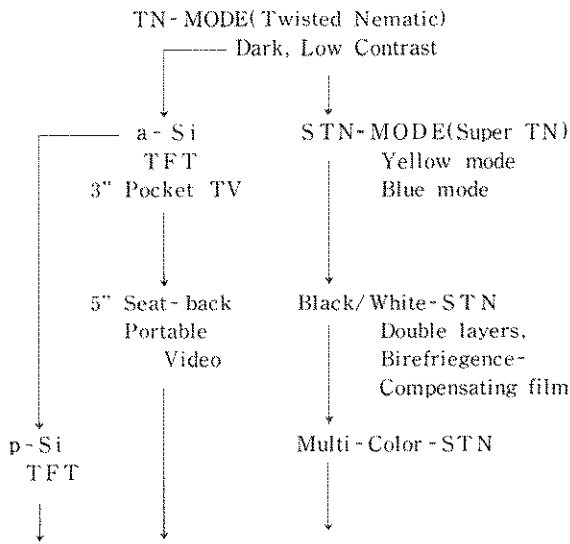 TN-MODE(Twisted Nematic)
Dark, Low Contrast
a-Si
TFT
3" Pocket TV
STN-MODE(Super TN)
Yellow mode
Blue mode
5" Seat-back
Portable
Video
Black/White-STN
Double layers,
Birefriegence-
Compensating film
p-Si
TFT
Multi-Color-STN